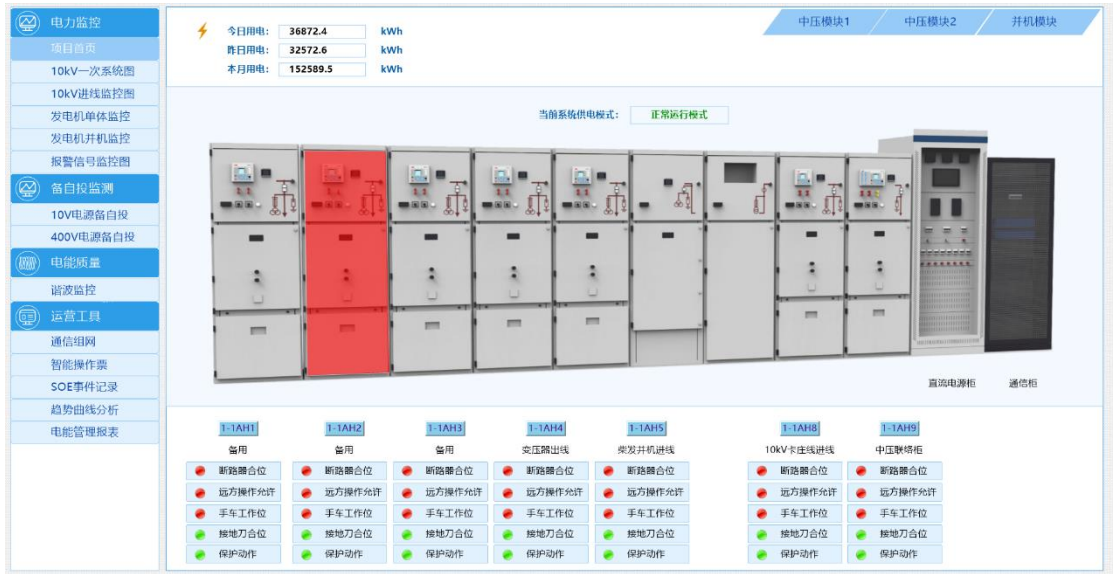 电力监控
项目首页
10kV一次系统图
10kV进线监控图
发电机单体监控
发电机并机监控
报警信号监控图
备自投监测
10V电源备自投
400V电源备自投
电能质量
谐波监控
运营工具
通信组网
智能操作票
SOE事件记录
趋势曲线分析
电能管理报表
今日用电: 36872.4 kWh
昨日用电: 32572.6 kWh
本月用电: 152589.5 kWh
中压模块1 中压模块2 并机模块
当前系统供电模式: 正常运行模式
直流电源柜 通信柜
1-1AH1 1-1AH2 1-1AH3 1-1AH4 1-1AH5 1-1AH8 1-1AH9
备用 备用 备用 变压器出线 柴发并机进线 10kV卡庄线进线 中压联络柜
断路器合位 断路器合位 断路器合位 断路器合位 断路器合位 断路器合位 断路器合位
远方操作允许 远方操作允许 远方操作允许 远方操作允许 远方操作允许 远方操作允许 远方操作允许
手车工作位 手车工作位 手车工作位 手车工作位 手车工作位 手车工作位 手车工作位
接地刀合位 接地刀合位 接地刀合位 接地刀合位 接地刀合位 接地刀合位 接地刀合位
保护动作 保护动作 保护动作 保护动作 保护动作 保护动作 保护动作